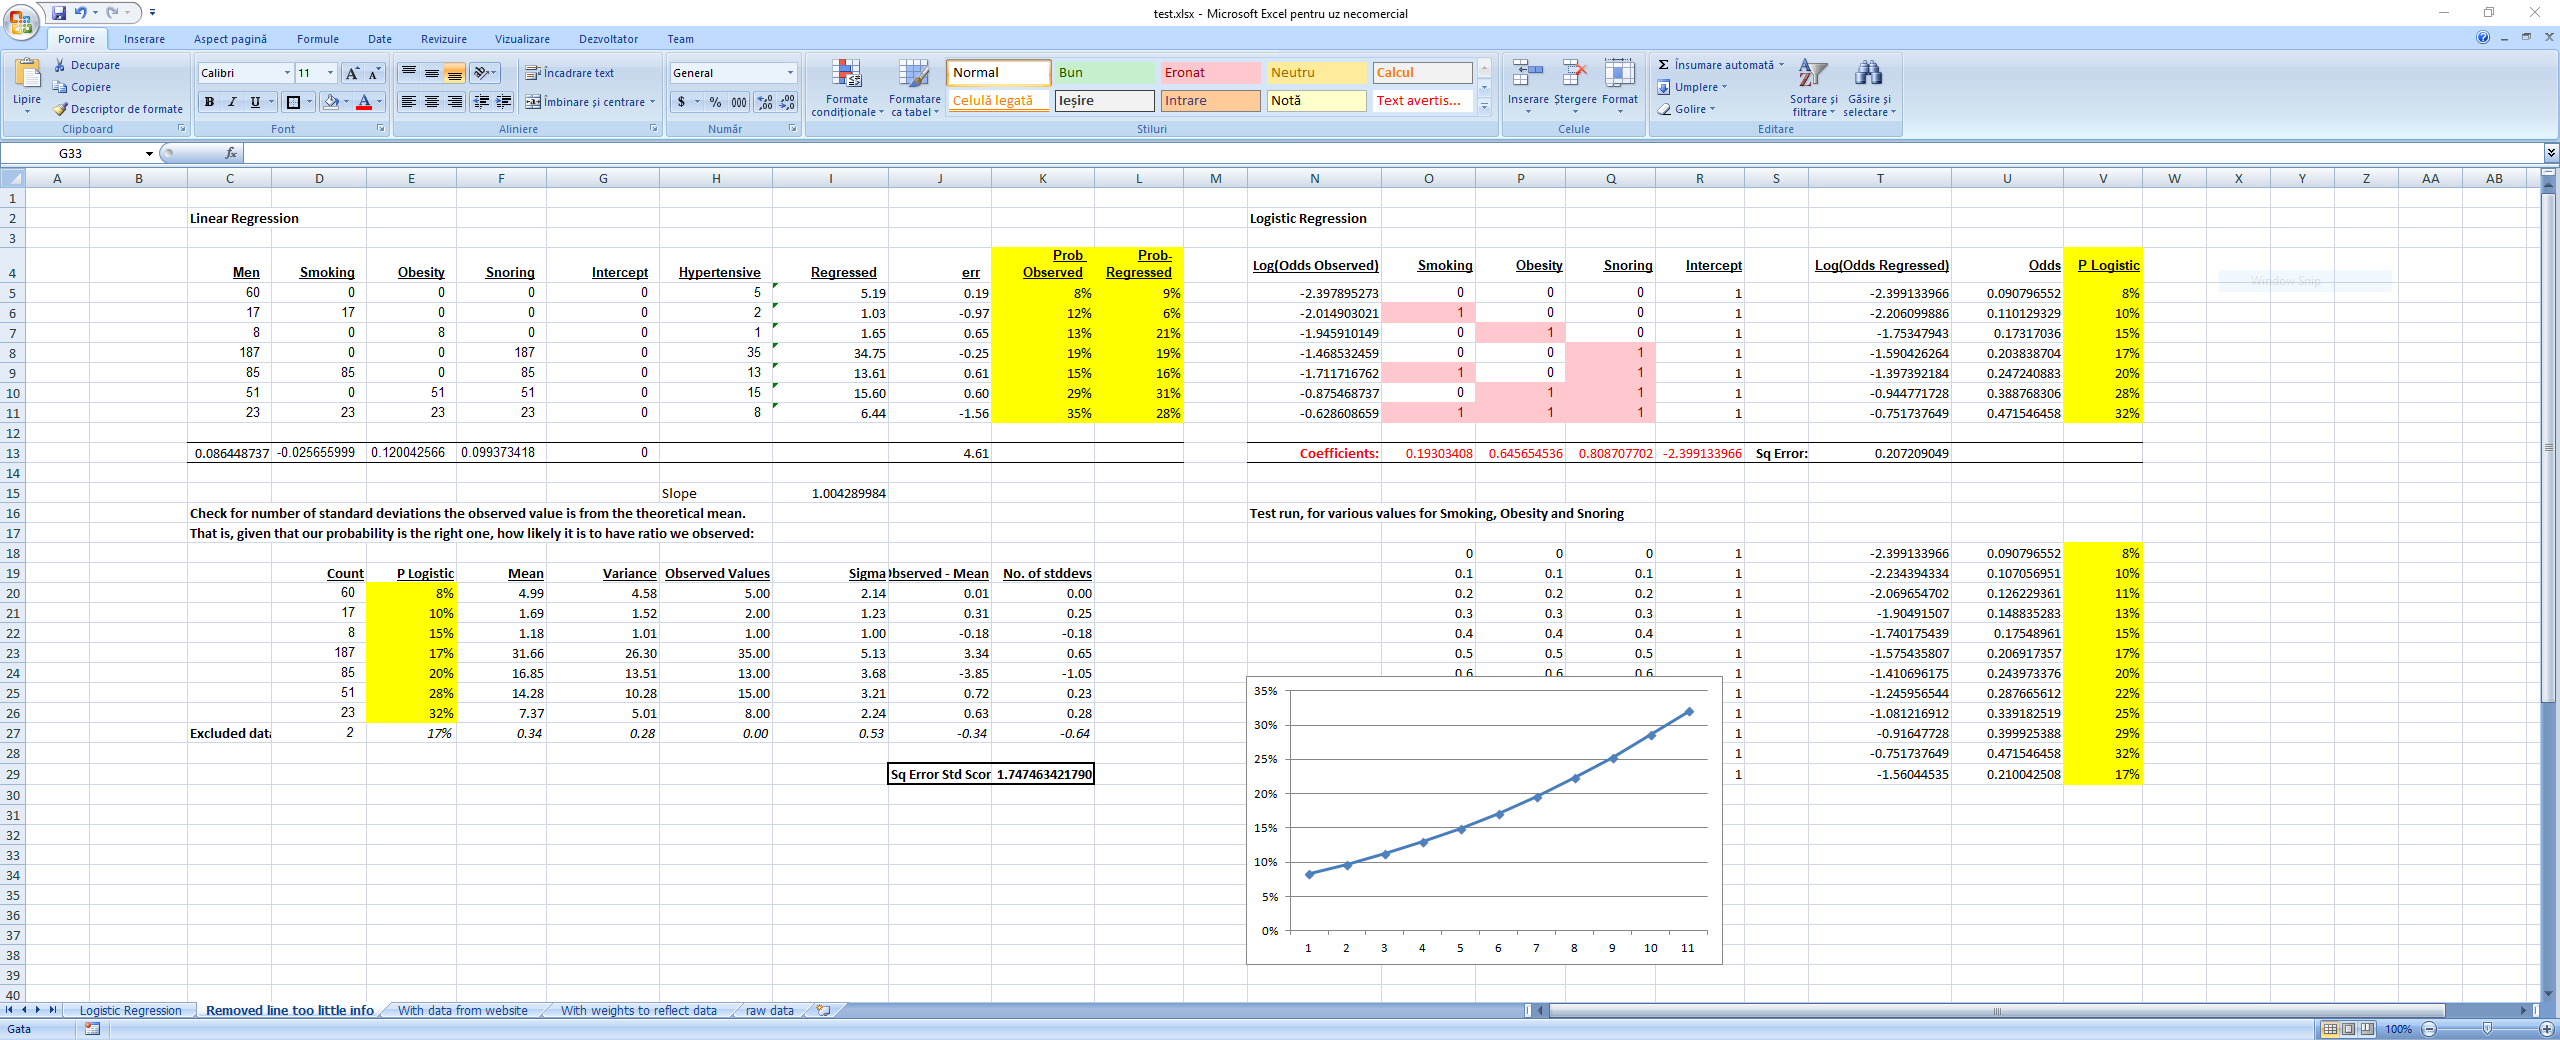 test.xlsx - Microsoft Excel pentru uz necomercial
Pornire Inserare Aspect pagină Formule Date Revizuire Vizualizare Dezvoltator Team
Lipire Decupare Copiere Descriptor de formate Clipboard
Calibri 11 B I U A Font
Încadrare text Îmbinare și centrare Aliniere
General $ % 000 Număr
Formate condiționale Formatare ca tabel
Normal Bun Eronat Neutru Calcul
Celulă legată Ieșire Intrare Notă Text avertis...
Stiluri
Inserare Ștergere Format Celule
Σ Însumare automată Umplere Golire Sortare și filtrare Găsire și selectare Editare
G33 fx
A B C D E F G H I J K L M N O P Q R S T U V W X Y Z AA AB
1
2 Linear Regression Logistic Regression
3
4 Men Smoking Obesity Snoring Intercept Hypertensive Regressed err Prob Observed Prob- Regressed Log(Odds Observed) Smoking Obesity Snoring Intercept Log(Odds Regressed) Odds P Logistic
5 60 0 0 0 0 5 5.19 0.19 8% 9% -2.397895273 0 0 0 1 -2.399133966 0.090796552 8%
Window Snip
6 17 17 0 0 0 2 1.03 -0.97 12% 6% -2.014903021 1 0 0 1 -2.206099886 0.110129329 10%
7 8 0 8 0 0 1 1.65 0.65 13% 21% -1.945910149 0 1 0 1 -1.75347943 0.17317036 15%
8 187 0 0 187 0 35 34.75 -0.25 19% 19% -1.468532459 0 0 1 1 -1.590426264 0.203838704 17%
9 85 85 0 85 0 13 13.61 0.61 15% 16% -1.711716762 1 0 1 1 -1.397392184 0.247240883 20%
10 51 0 51 51 0 15 15.60 0.60 29% 31% -0.875468737 0 1 1 1 -0.944771728 0.388768306 28%
11 23 23 23 23 0 8 6.44 -1.56 35% 28% -0.628608659 1 1 1 1 -0.751737649 0.471546458 32%
12
13 0.086448737 -0.025655999 0.120042566 0.099373418 0 4.61 Coefficients: 0.19303408 0.645654536 0.808707702 -2.399133966 Sq Error: 0.207209049
14
15 Slope 1.004289984
16 Check for number of standard deviations the observed value is from the theoretical mean. Test run, for various values for Smoking, Obesity and Snoring
17 That is, given that our probability is the right one, how likely it is to have ratio we observed:
18 0 0 0 1 -2.399133966 0.090796552 8%
19 Count P Logistic Mean Variance Observed Values Sigma Observed - Mean No. of stddevs 0.1 0.1 0.1 1 -2.234394334 0.107056951 10%
20 60 8% 4.99 4.58 5.00 2.14 0.01 0.00 0.2 0.2 0.2 1 -2.069654702 0.126229361 11%
21 17 10% 1.69 1.52 2.00 1.23 0.31 0.25 0.3 0.3 0.3 1 -1.90491507 0.148835283 13%
22 8 15% 1.18 1.01 1.00 1.00 -0.18 -0.18 0.4 0.4 0.4 1 -1.740175439 0.17548961 15%
23 187 17% 31.66 26.30 35.00 5.13 3.34 0.65 0.5 0.5 0.5 1 -1.575435807 0.206917357 17%
24 85 20% 16.85 13.51 13.00 3.68 -3.85 -1.05 0.6 0.6 0.6 1 -1.410696175 0.243973376 20%
25 51 28% 14.28 10.28 15.00 3.21 0.72 0.23 1 -1.245956544 0.287665612 22%
26 23 32% 7.37 5.01 8.00 2.24 0.63 0.28 1 -1.081216912 0.339182519 25%
27 Excluded data 2 17% 0.34 0.28 0.00 0.53 -0.34 -0.64 1 -0.91647728 0.399925388 29%
28 1 -0.751737649 0.471546458 32%
29 Sq Error Std Scor 1.747463421790 1 -1.56044535 0.210042508 17%
30
31
32
33
34
35
36
37
38
39
40
35%
30%
25%
20%
15%
10%
5%
0%
1 2 3 4 5 6 7 8 9 10 11
Logistic Regression Removed line too little info With data from website With weights to reflect data raw data
Gata 100%